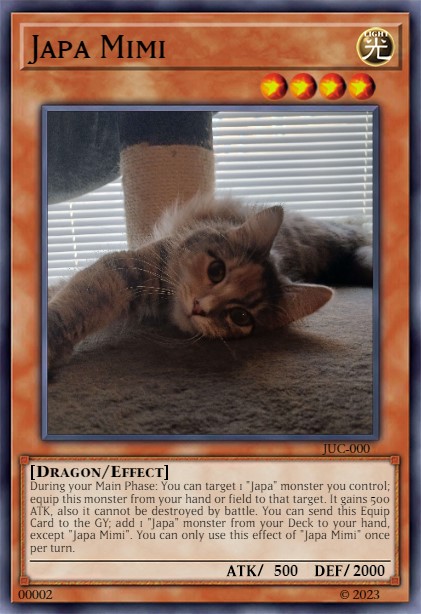 Japa Mimi
LIGHT
光
JUC-000
[Dragon/Effect]
During your Main Phase: You can target 1 "Japa" monster you control;
equip this monster from your hand or field to that target. It gains 500
ATK, also it cannot be destroyed by battle. You can send this Equip
Card to the GY; add 1 "Japa" monster from your Deck to your hand,
except "Japa Mimi". You can only use this effect of "Japa Mimi" once
per turn.
ATK/ 500 DEF/2000
00002 © 2023